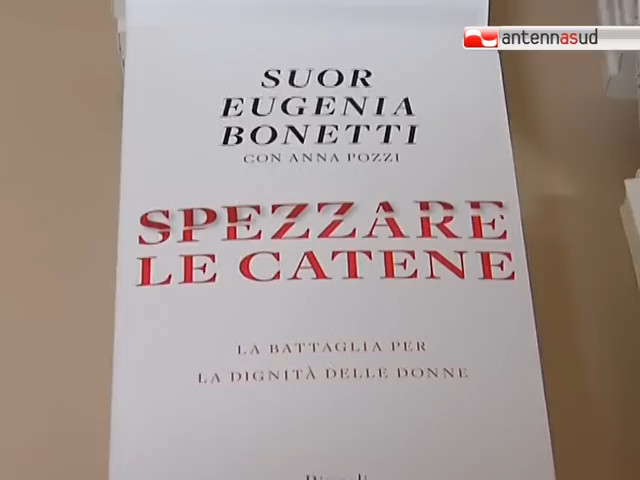 antennasud
SUOR
EUGENIA
BONETTI
CON ANNA POZZI
SPEZZARE
LE CATENE
LA BATTAGLIA PER
LA DIGNITÀ DELLE DONNE